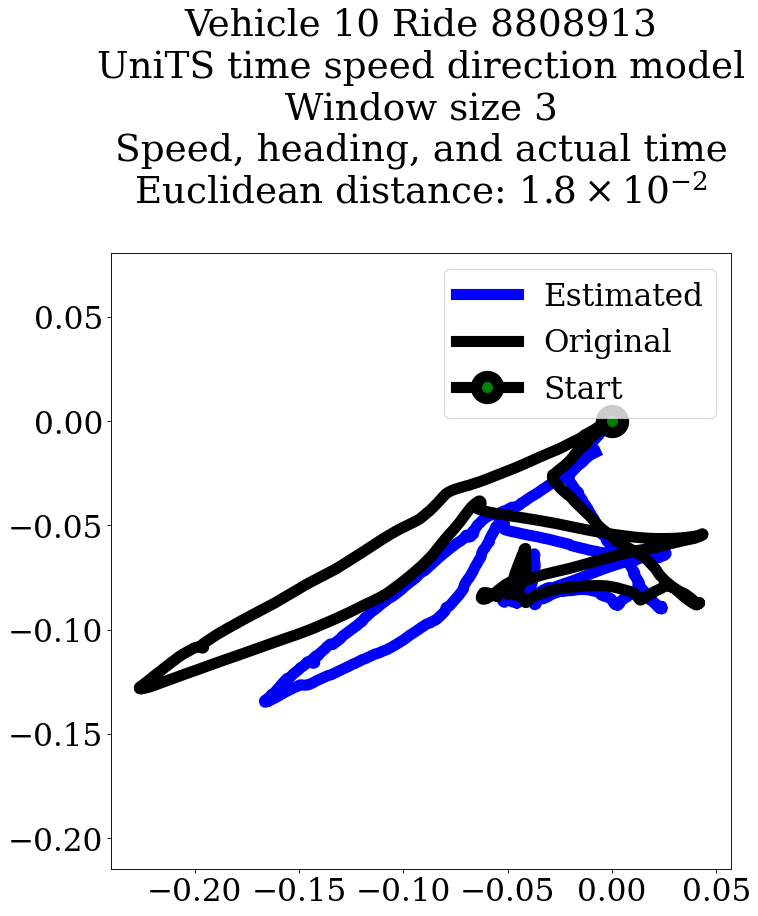 Vehicle 10 Ride 8808913
UniTS time speed direction model
Window size 3
Speed, heading, and actual time
Euclidean distance: 1.8 × 10⁻²
Estimated
Original
Start
0.05
0.00
−0.05
−0.10
−0.15
−0.20
−0.20 −0.15 −0.10 −0.05 0.00 0.05